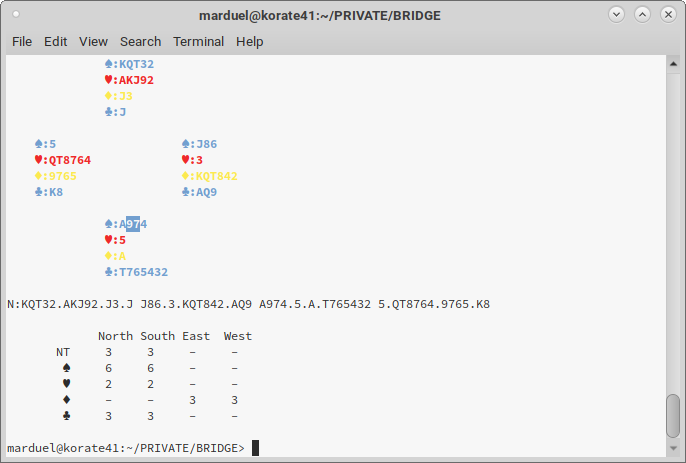 marduel@korate41:~/PRIVATE/BRIDGE
File Edit View Search Terminal Help
♠:KQT32
♥:AKJ92
♦:J3
♣:J
♠:5 ♠:J86
♥:QT8764 ♥:3
♦:9765 ♦:KQT842
♣:K8 ♣:AQ9
♠:A974
♥:5
♦:A
♣:T765432
N:KQT32.AKJ92.J3.J J86.3.KQT842.AQ9 A974.5.A.T765432 5.QT8764.9765.K8
North South East West
NT 3 3 - -
♠ 6 6 - -
♥ 2 2 - -
♦ - - 3 3
♣ 3 3 - -
marduel@korate41:~/PRIVATE/BRIDGE>